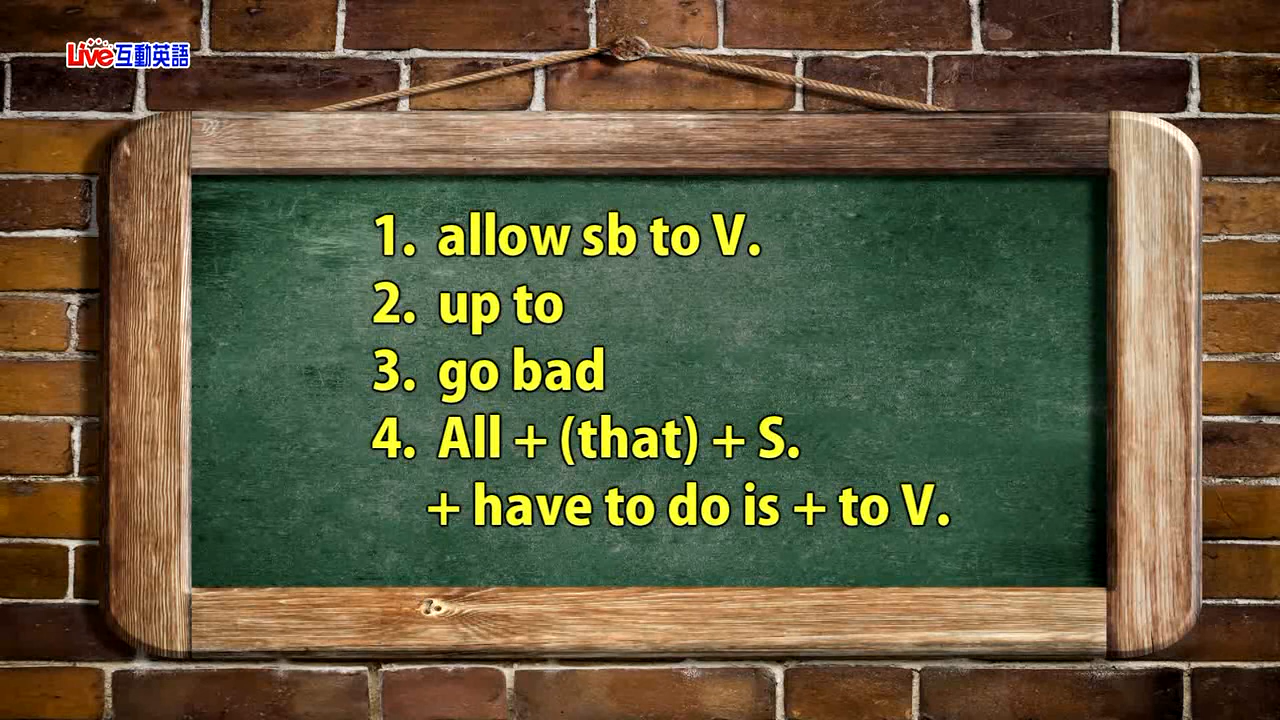 Live互動英語
1. allow sb to V.
2. up to
3. go bad
4. All + (that) + S.
+ have to do is + to V.